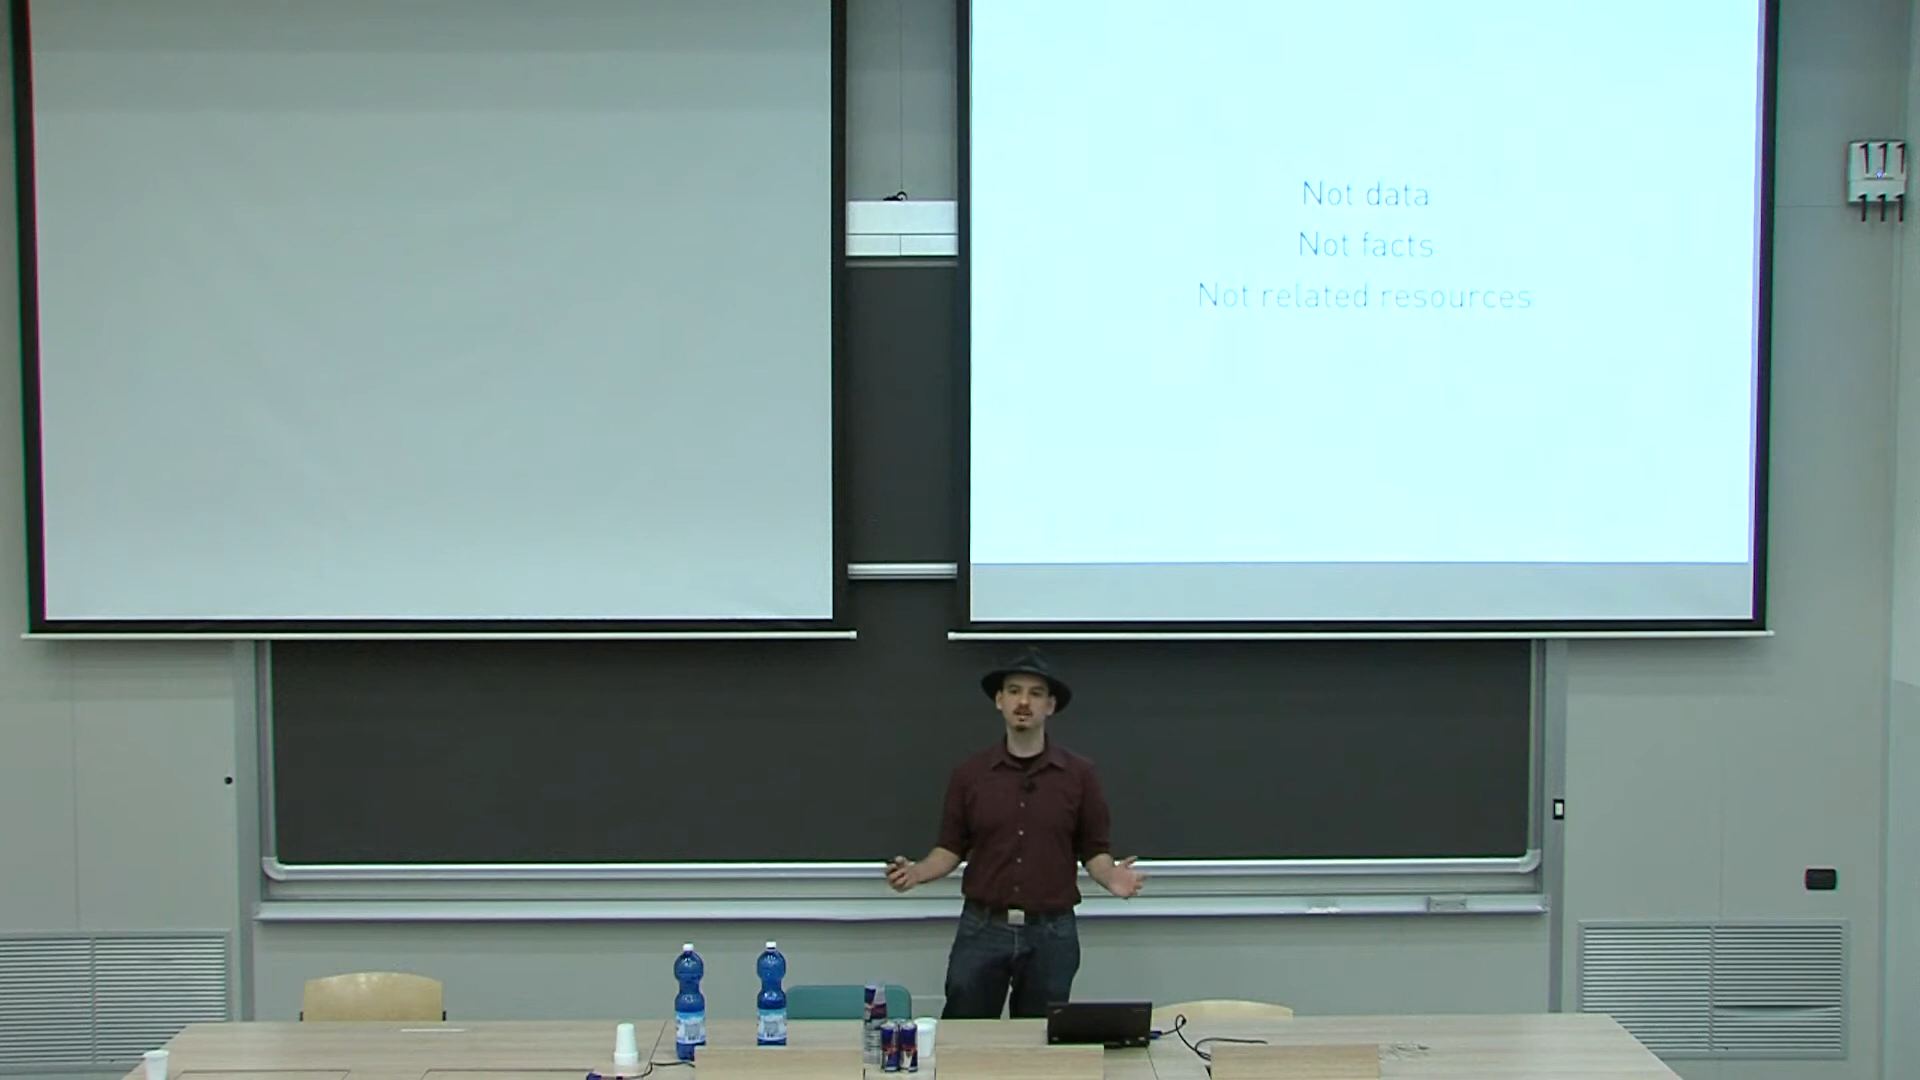 Not data
Not facts
Not related resources